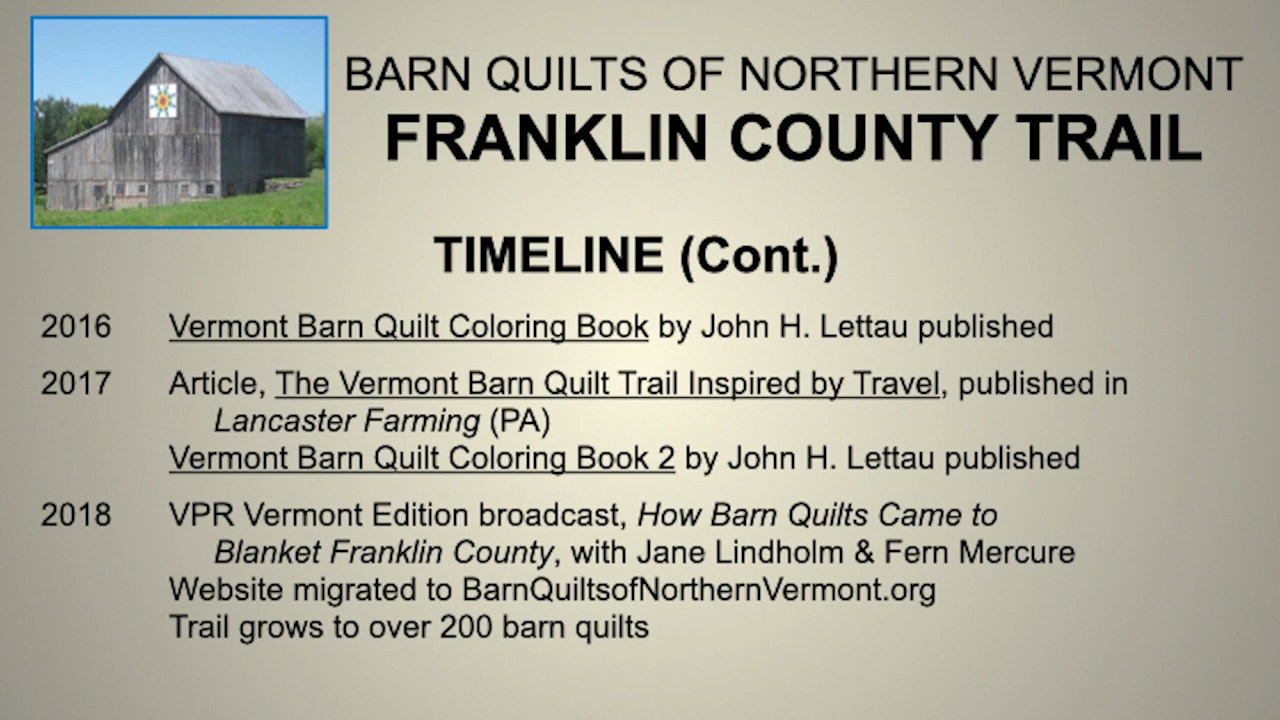 BARN QUILTS OF NORTHERN VERMONT
FRANKLIN COUNTY TRAIL
TIMELINE (Cont.)
2016 Vermont Barn Quilt Coloring Book by John H. Lettau published
2017 Article, The Vermont Barn Quilt Trail Inspired by Travel, published in
Lancaster Farming (PA)
Vermont Barn Quilt Coloring Book 2 by John H. Lettau published
2018 VPR Vermont Edition broadcast, How Barn Quilts Came to
Blanket Franklin County, with Jane Lindholm & Fern Mercure
Website migrated to BarnQuiltsofNorthernVermont.org
Trail grows to over 200 barn quilts